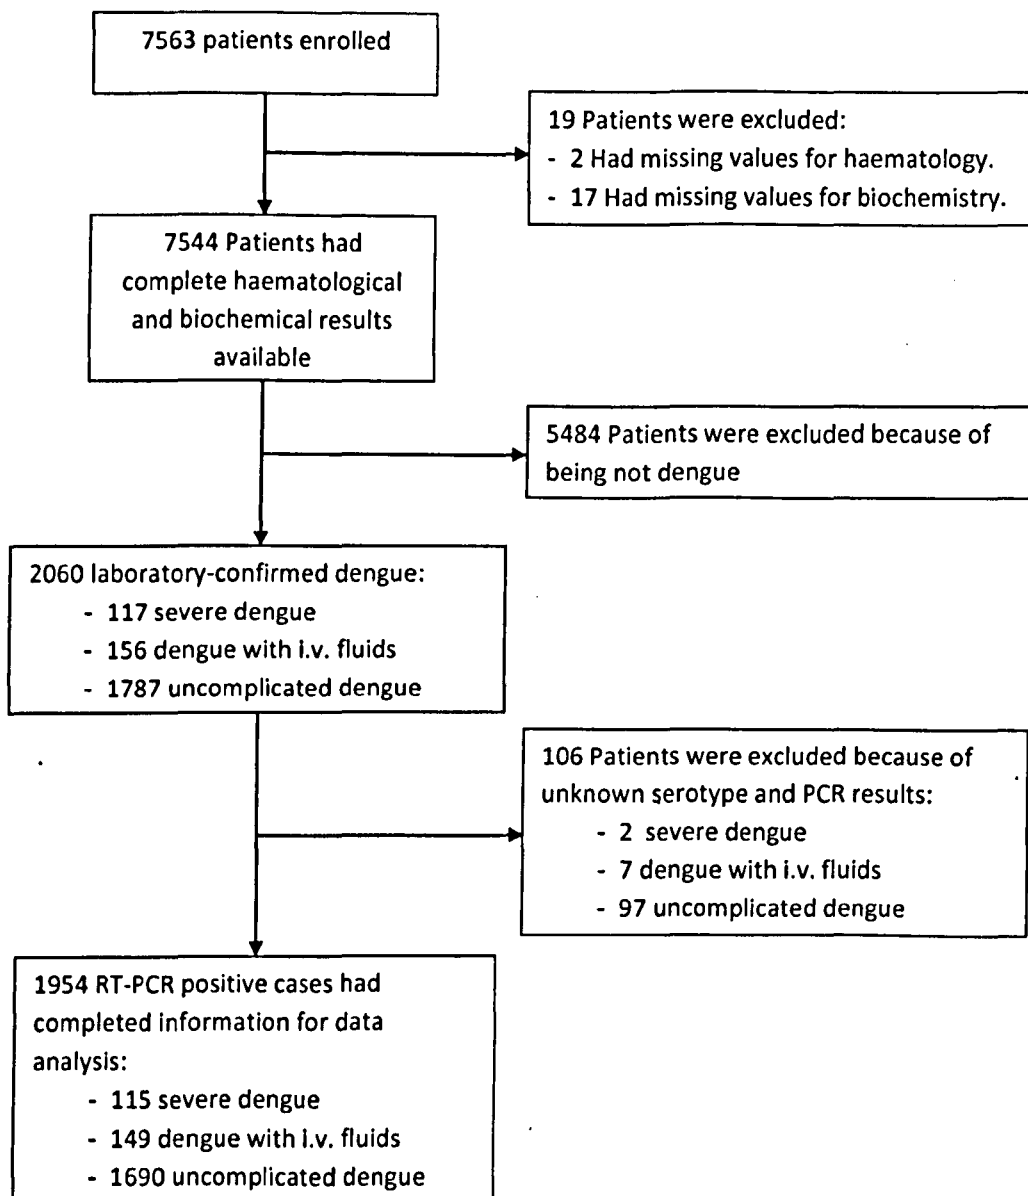 7563 patients enrolled
19 Patients were excluded:
- 2 Had missing values for haematology.
- 17 Had missing values for biochemistry.
7544 Patients had
complete haematological
and biochemical results
available
5484 Patients were excluded because of
being not dengue
2060 laboratory-confirmed dengue:
- 117 severe dengue
- 156 dengue with i.v. fluids
- 1787 uncomplicated dengue
106 Patients were excluded because of
unknown serotype and PCR results:
- 2 severe dengue
- 7 dengue with i.v. fluids
- 97 uncomplicated dengue
1954 RT-PCR positive cases had
completed information for data
analysis:
- 115 severe dengue
- 149 dengue with i.v. fluids
- 1690 uncomplicated dengue